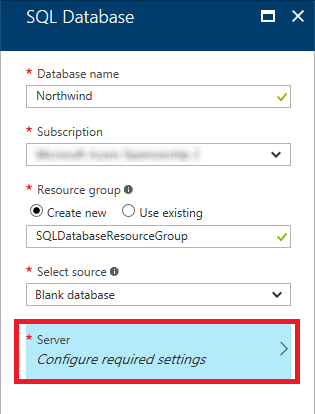 SQL Database
* Database name
Northwind
* Subscription
* Resource group
Create new Use existing
SQLDatabaseResourceGroup
* Select source
Blank database
* Server
Configure required settings